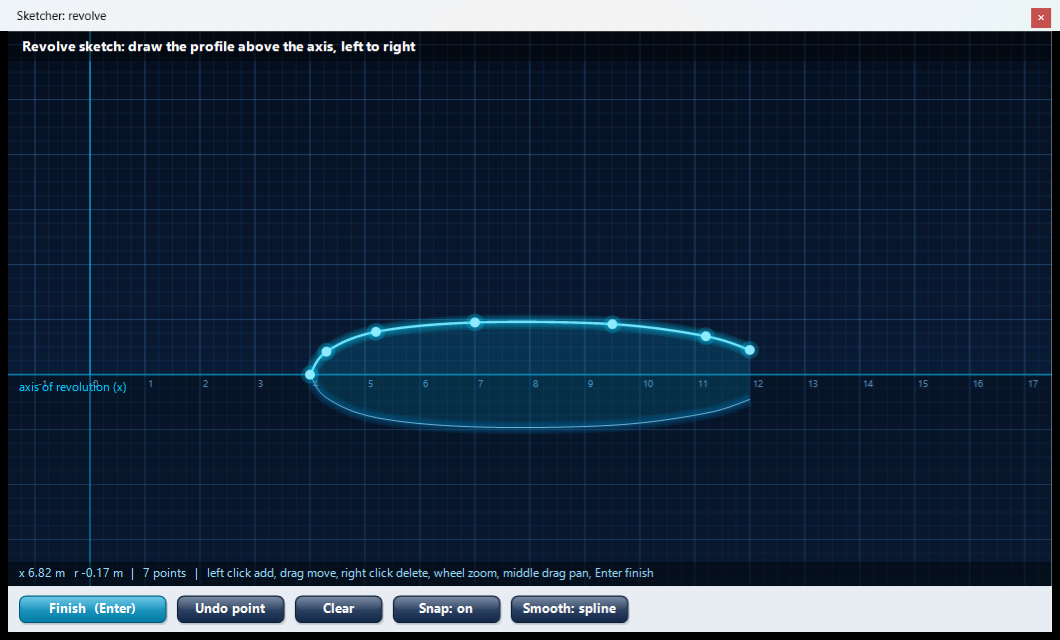 Sketcher: revolve
×
Revolve sketch: draw the profile above the axis, left to right
-1 0 1 2 3 4 5 6 7 8 9 10 11 12 13 14 15 16 17
axis of revolution (x)
x 6.82 m r -0.17 m | 7 points | left click add, drag move, right click delete, wheel zoom, middle drag pan, Enter finish
Finish (Enter) Undo point Clear Snap: on Smooth: spline